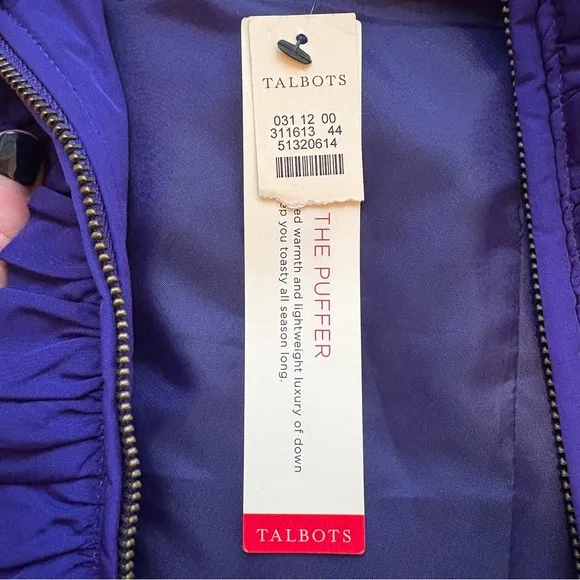 TALBOTS
031 12 00
311613 44
51320614
THE PUFFER
warmth and lightweight luxury of down
you toasty all season long.
TALBOTS